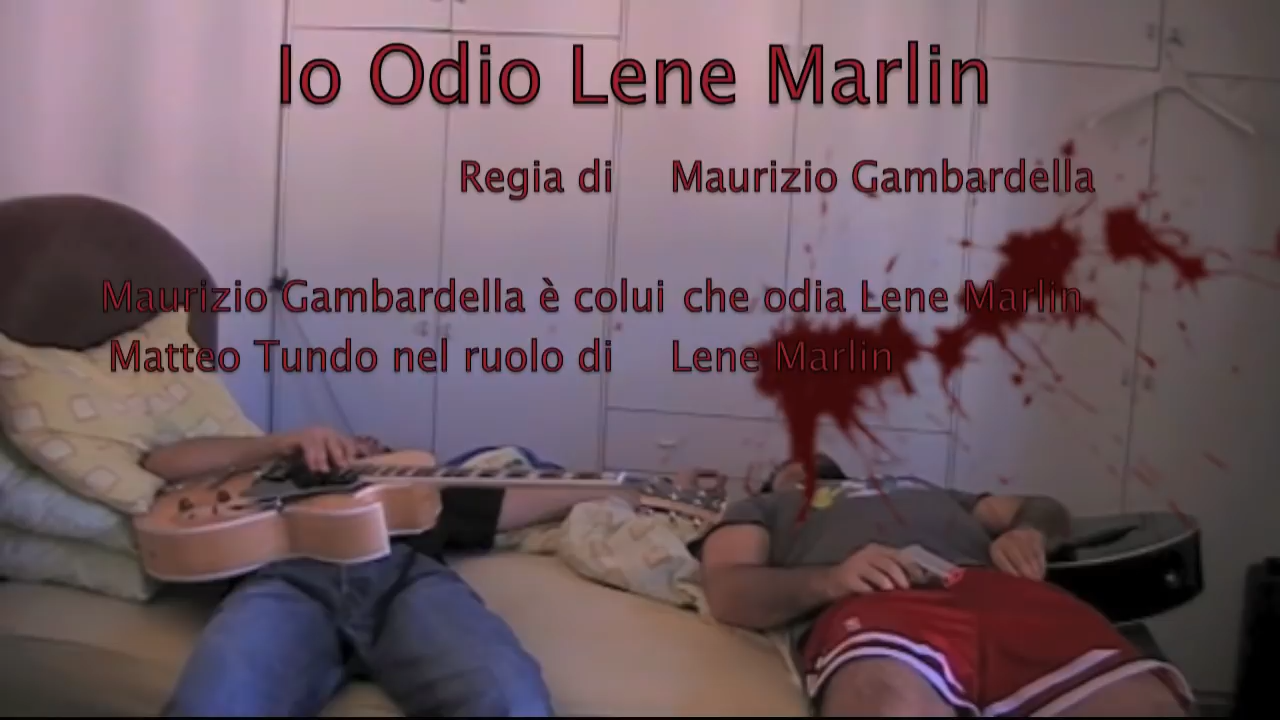 Io Odio Lene Marlin
Regia di Maurizio Gambardella
Maurizio Gambardella è colui che odia Lene Marlin
Matteo Tundo nel ruolo di Lene Marlin